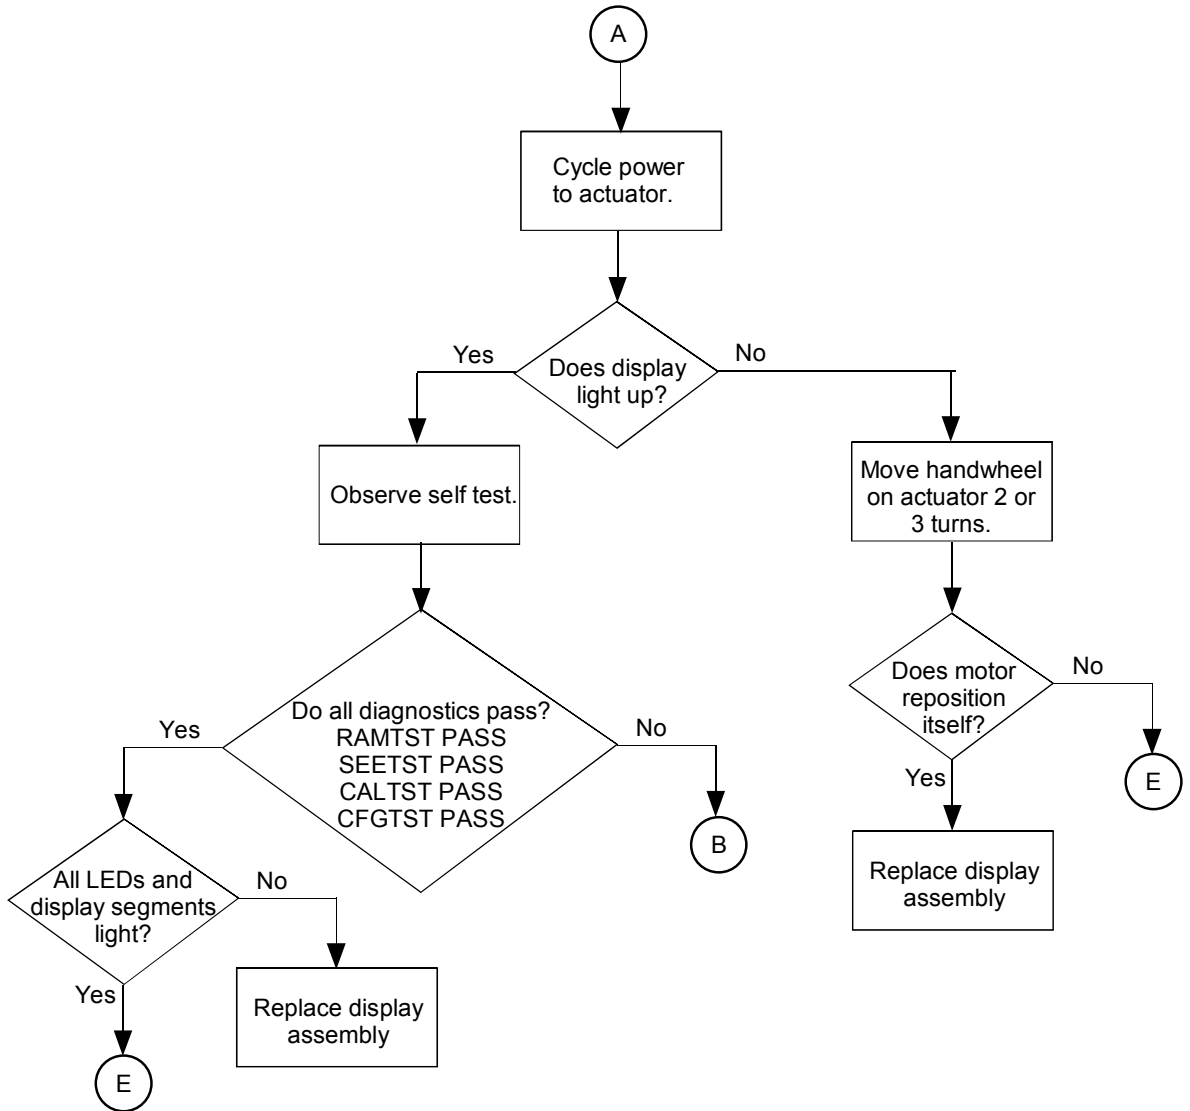 A
Cycle power
to actuator.
Does display
light up?
Yes
No
Observe self test.
Move handwheel
on actuator 2 or
3 turns.
Do all diagnostics pass?
RAMTST PASS
SEETST PASS
CALTST PASS
CFGTST PASS
Yes
No
B
Does motor
reposition
itself?
No
E
Yes
Replace display
assembly
All LEDs and
display segments
light?
No
Replace display
assembly
Yes
E